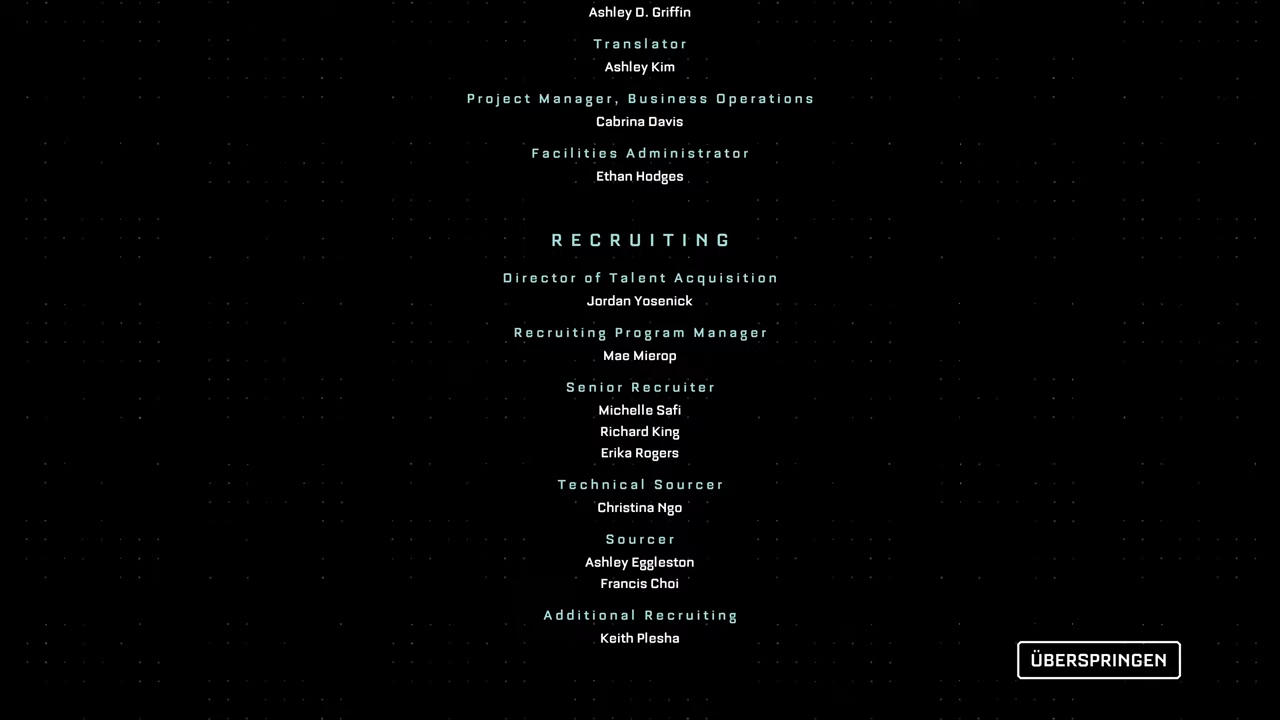 Ashley D. Griffin
Translator
Ashley Kim
Project Manager, Business Operations
Cabrina Davis
Facilities Administrator
Ethan Hodges
RECRUITING
Director of Talent Acquisition
Jordan Yosenick
Recruiting Program Manager
Mae Mierop
Senior Recruiter
Michelle Safi
Richard King
Erika Rogers
Technical Sourcer
Christina Ngo
Sourcer
Ashley Eggleston
Francis Choi
Additional Recruiting
Keith Plesha
ÜBERSPRINGEN